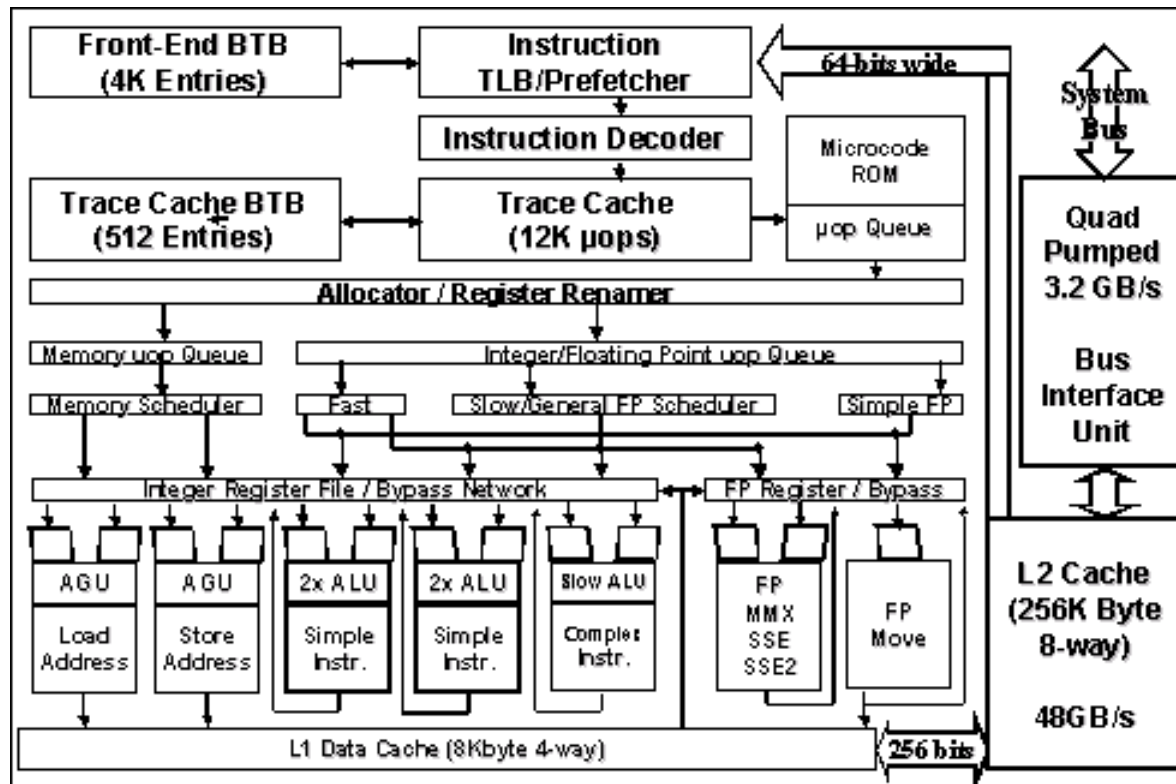 Front-End BTB
(4K Entries)
Instruction
TLB/Prefetcher
64-bits wide
System
Bus
Instruction Decoder
Microcode
ROM
Trace Cache BTB
(512 Entries)
Trace Cache
(12K µops)
µop Queue
Quad
Pumped
3.2 GB/s
Bus
Interface
Unit
Allocator / Register Renamer
Memory uop Queue
Integer/Floating Point uop Queue
Memory Scheduler
Fast
Slow/General FP Scheduler
Simple FP
Integer Register File / Bypass Network
FP Register / Bypass
AGU
Load
Address
AGU
Store
Address
2x ALU
Simple
Instr.
2x ALU
Simple
Instr.
Slow ALU
Complex
Instr.
FP
MMX
SSE
SSE2
FP
Move
L2 Cache
(256K Byte
8-way)
48GB/s
L1 Data Cache (8Kbyte 4-way)
256 bits